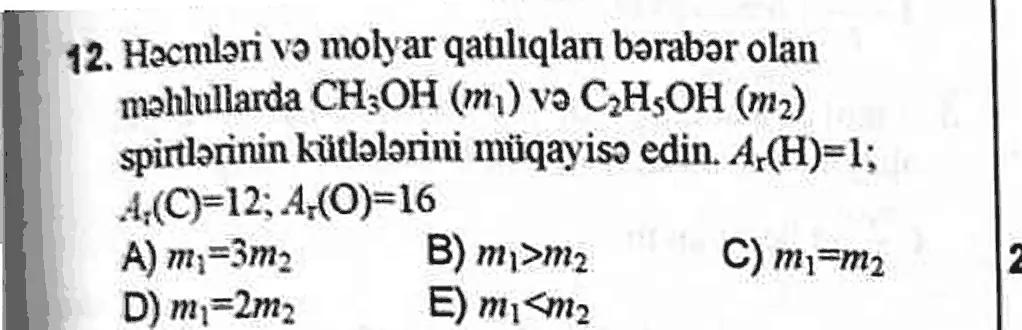 12. Həcmləri və molyar qatılıqları bərabər olan
məhlullarda CH₃OH (m₁) və C₂H₅OH (m₂)
spirtlərinin kütlələrini müqayisə edin. Aᵣ(H)=1;
Aᵣ(C)=12; Aᵣ(O)=16
A) m₁=3m₂ B) m₁>m₂ C) m₁=m₂
D) m₁=2m₂ E) m₁<m₂
2